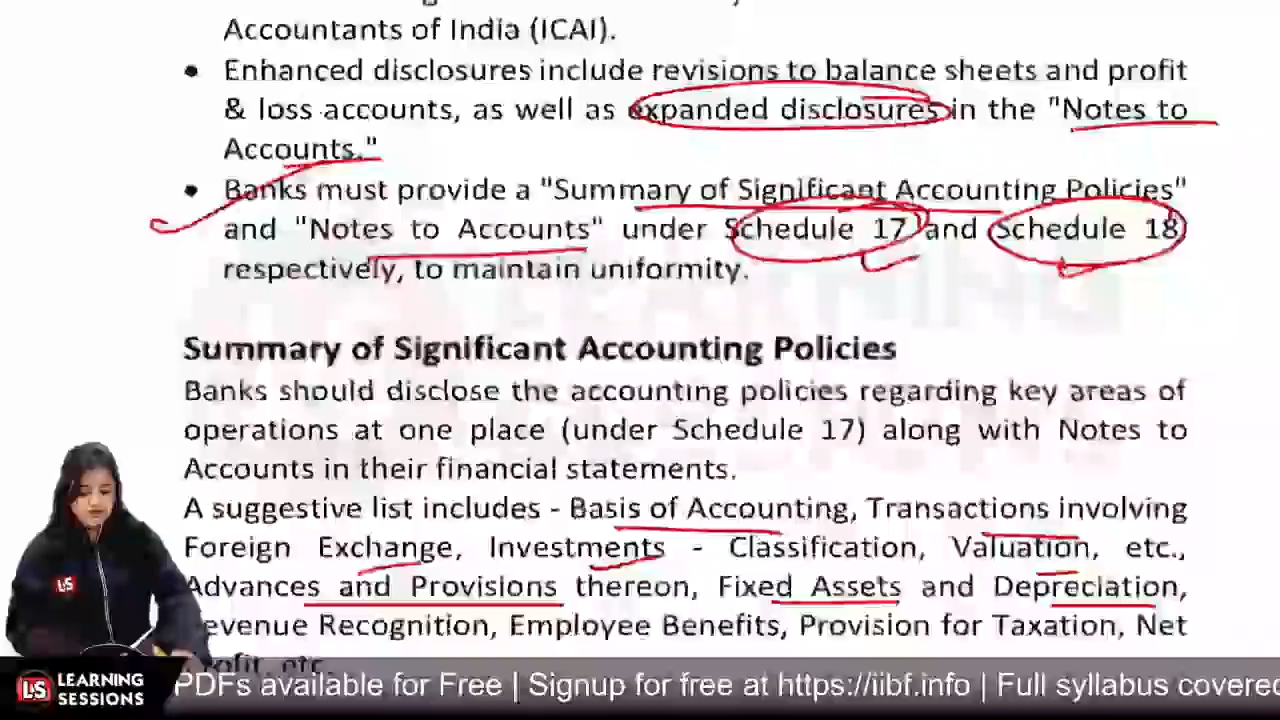 Accountants of India (ICAI).
• Enhanced disclosures include revisions to balance sheets and profit
& loss accounts, as well as expanded disclosures in the "Notes to
Accounts."
• Banks must provide a "Summary of Significant Accounting Policies"
and "Notes to Accounts" under Schedule 17 and Schedule 18
respectively, to maintain uniformity.
Summary of Significant Accounting Policies
Banks should disclose the accounting policies regarding key areas of
operations at one place (under Schedule 17) along with Notes to
Accounts in their financial statements.
A suggestive list includes - Basis of Accounting, Transactions involving
Foreign Exchange, Investments - Classification, Valuation, etc.,
Advances and Provisions thereon, Fixed Assets and Depreciation,
Revenue Recognition, Employee Benefits, Provision for Taxation, Net
Profit, etc.
LS
LS LEARNING
SESSIONS
PDFs available for Free | Signup for free at https://iibf.info | Full syllabus covered